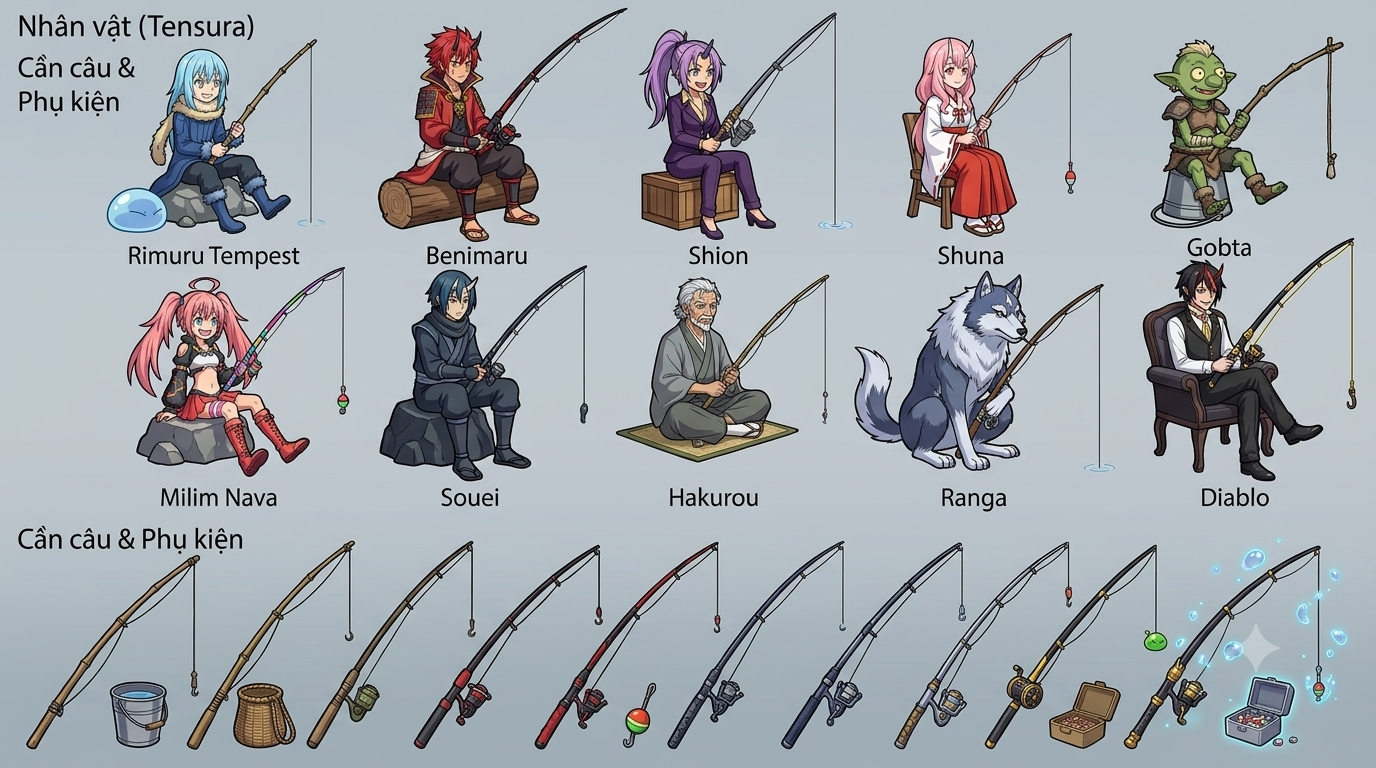 Nhân vật (Tensura)
Cần câu &
Phụ kiện
Rimuru Tempest
Benimaru
Shion
Shuna
Gobta
Milim Nava
Souei
Hakurou
Ranga
Diablo
Cần câu & Phụ kiện